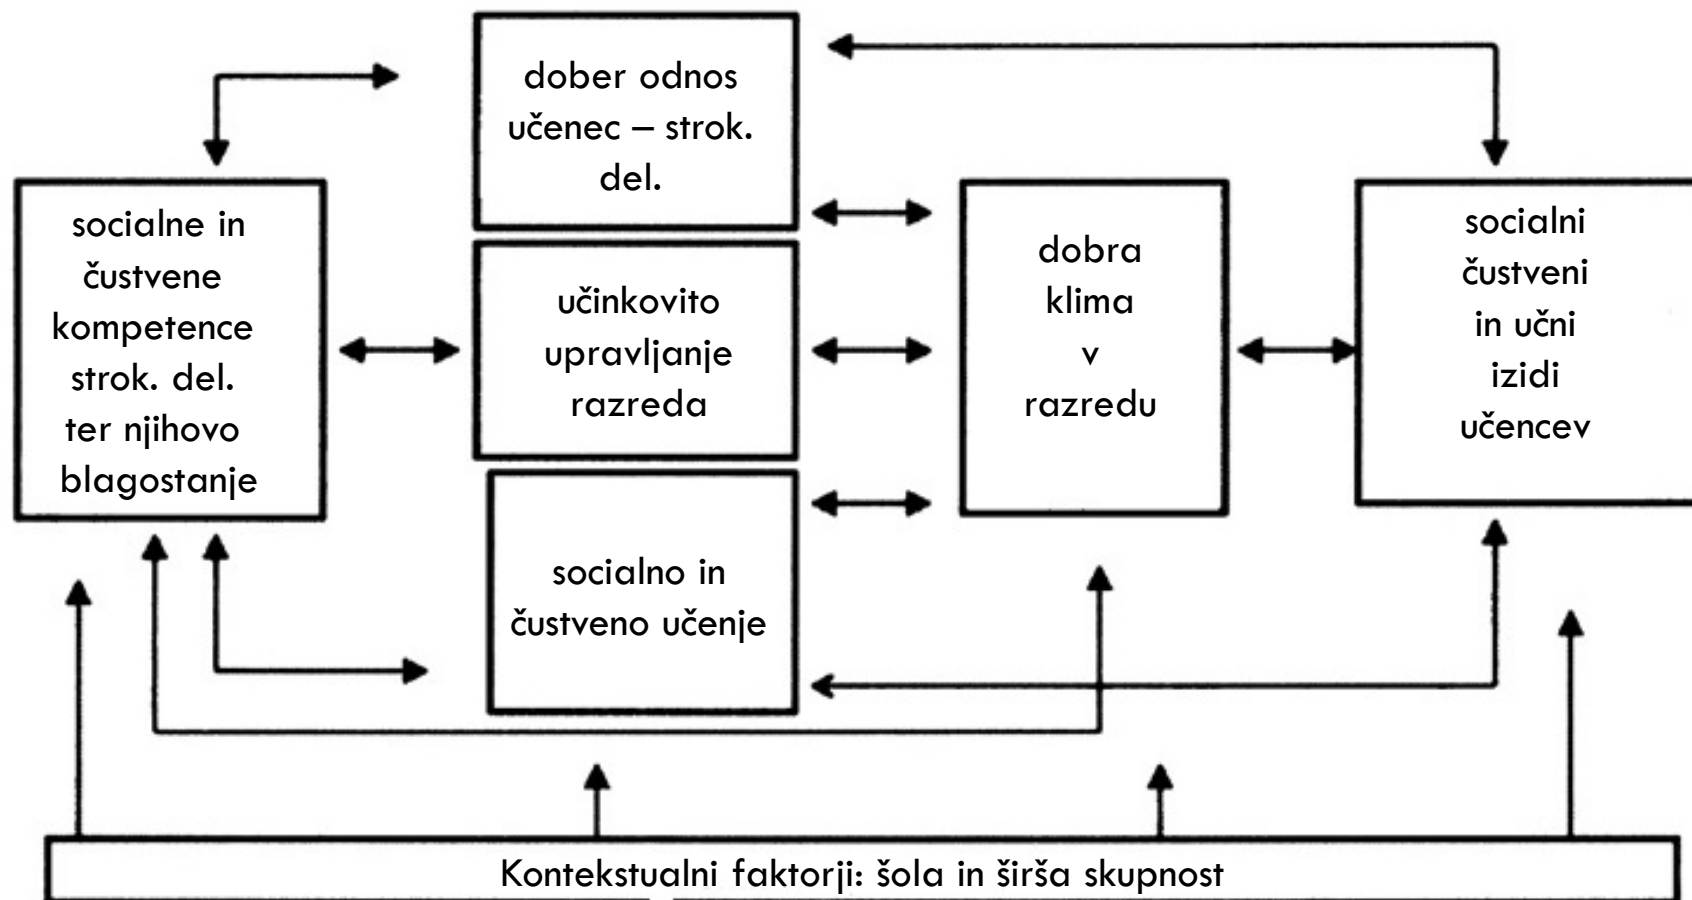 dober odnos
učenec – strok.
del.
socialne in
čustvene
kompetence
strok. del.
ter njihovo
blagostanje
učinkovito
upravljanje
razreda
socialno in
čustveno učenje
dobra
klima
v
razredu
socialni
čustveni
in učni
izidi
učencev
Kontekstualni faktorji: šola in širša skupnost